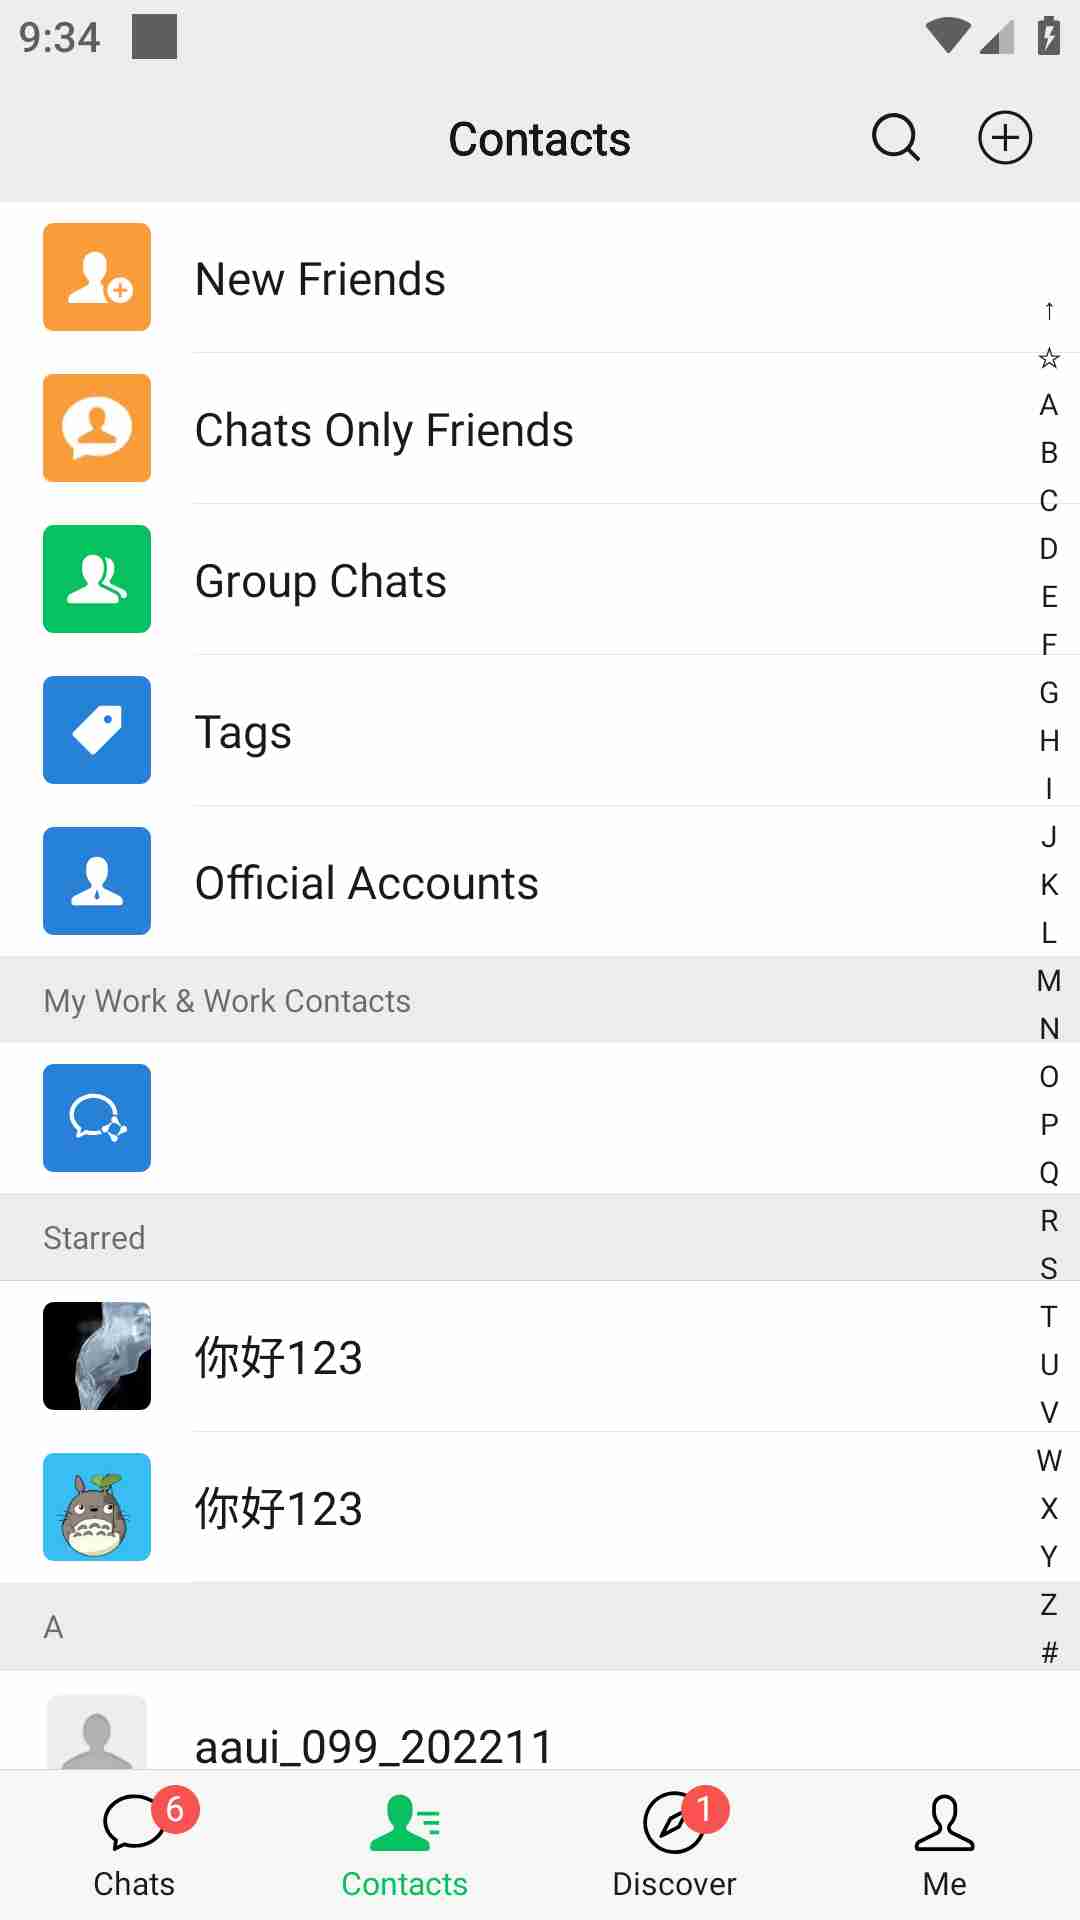 9:34
Contacts
New Friends
Chats Only Friends
Group Chats
Tags
Official Accounts
My Work & Work Contacts
Starred
你好123
你好123
A
aaui_099_202211
↑
☆
A
B
C
D
E
F
G
H
I
J
K
L
M
N
O
P
Q
R
S
T
U
V
W
X
Y
Z
#
6
1
Chats
Contacts
Discover
Me